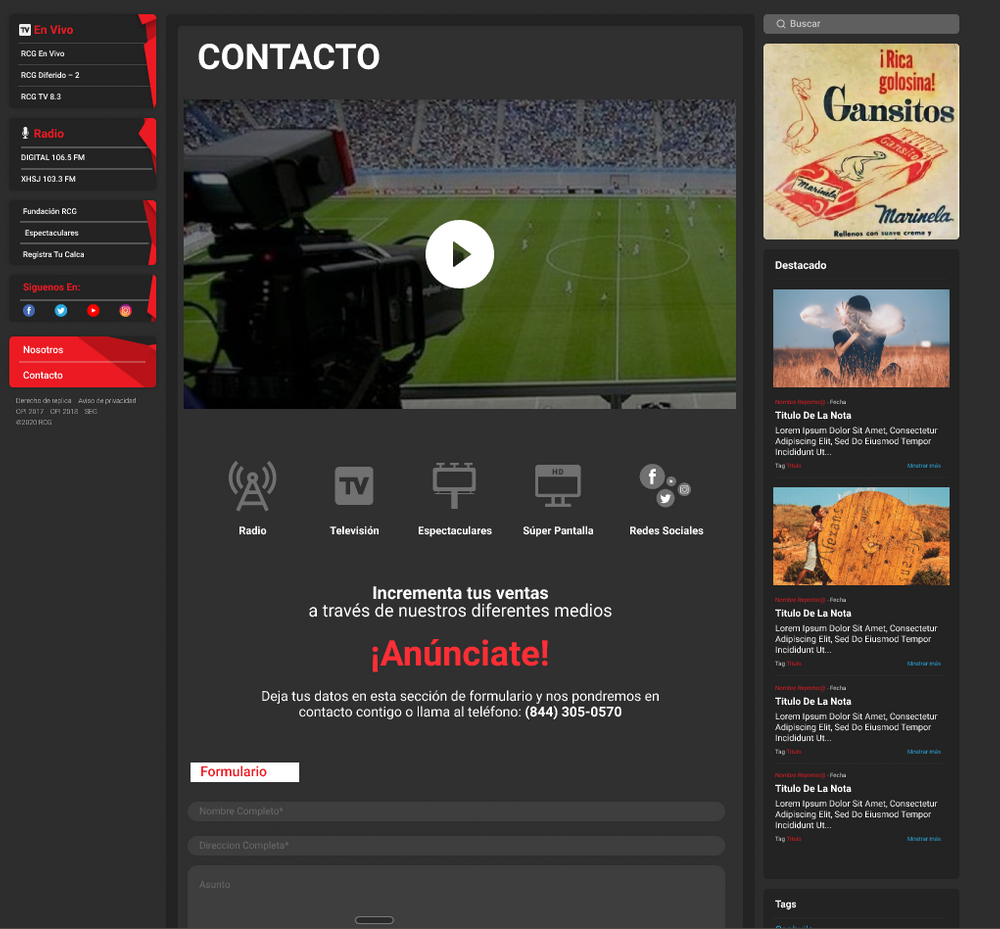 TV En Vivo
RCG En Vivo
RCG Diferido – 2
RCG TV 8.3
Radio
DIGITAL 106.5 FM
XHSJ 103.3 FM
Fundación RCG
Espectaculares
Registra Tu Calca
Siguenos En:
Nosotros
Contacto
Derecho de replica Aviso de privacidad
OPI 2017 OPI 2018 SEG
©2020 RCG
CONTACTO
Radio
TV
Televisión
Espectaculares
HD
Súper Pantalla
Redes Sociales
Incrementa tus ventas
a través de nuestros diferentes medios
¡Anúnciate!
Deja tus datos en esta sección de formulario y nos pondremos en
contacto contigo o llama al teléfono: (844) 305-0570
Formulario
Nombre Completo*
Direccion Completa*
Asunto
Buscar
¡Rica
golosina!
Gansitos
Gansito
Marinela
Marinela
Rellenos con suave crema y
Destacado
Nombre Reporter@ - Fecha
Titulo De La Nota
Lorem Ipsum Dolor Sit Amet, Consectetur
Adipiscing Elit, Sed Do Eiusmod Tempor
Incididunt Ut...
Tag Titulo Mostrar más
Nexans
Nombre Reporter@ - Fecha
Titulo De La Nota
Lorem Ipsum Dolor Sit Amet, Consectetur
Adipiscing Elit, Sed Do Eiusmod Tempor
Incididunt Ut...
Tag Titulo Mostrar más
Nombre Reporter@ - Fecha
Titulo De La Nota
Lorem Ipsum Dolor Sit Amet, Consectetur
Adipiscing Elit, Sed Do Eiusmod Tempor
Incididunt Ut...
Tag Titulo Mostrar más
Nombre Reporter@ - Fecha
Titulo De La Nota
Lorem Ipsum Dolor Sit Amet, Consectetur
Adipiscing Elit, Sed Do Eiusmod Tempor
Incididunt Ut...
Tag Titulo Mostrar más
Tags